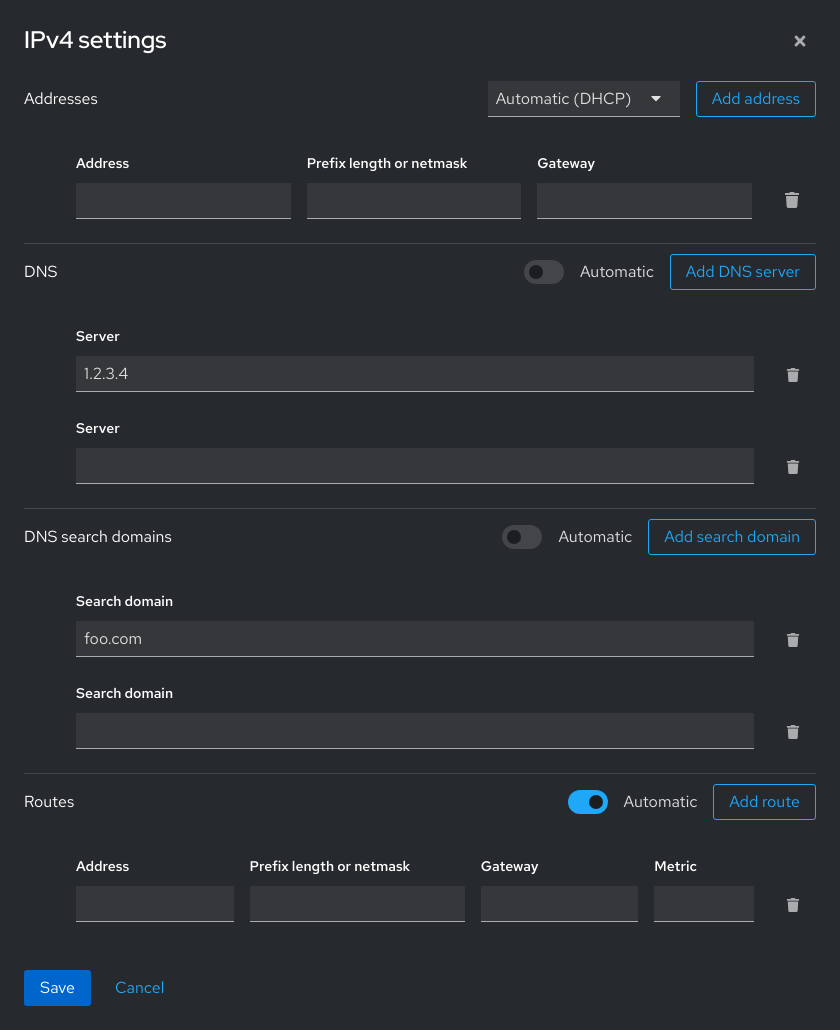 IPv4 settings
Addresses Automatic (DHCP) Add address
Address Prefix length or netmask Gateway
DNS Automatic Add DNS server
Server
1.2.3.4
Server
DNS search domains Automatic Add search domain
Search domain
foo.com
Search domain
Routes Automatic Add route
Address Prefix length or netmask Gateway Metric
Save Cancel